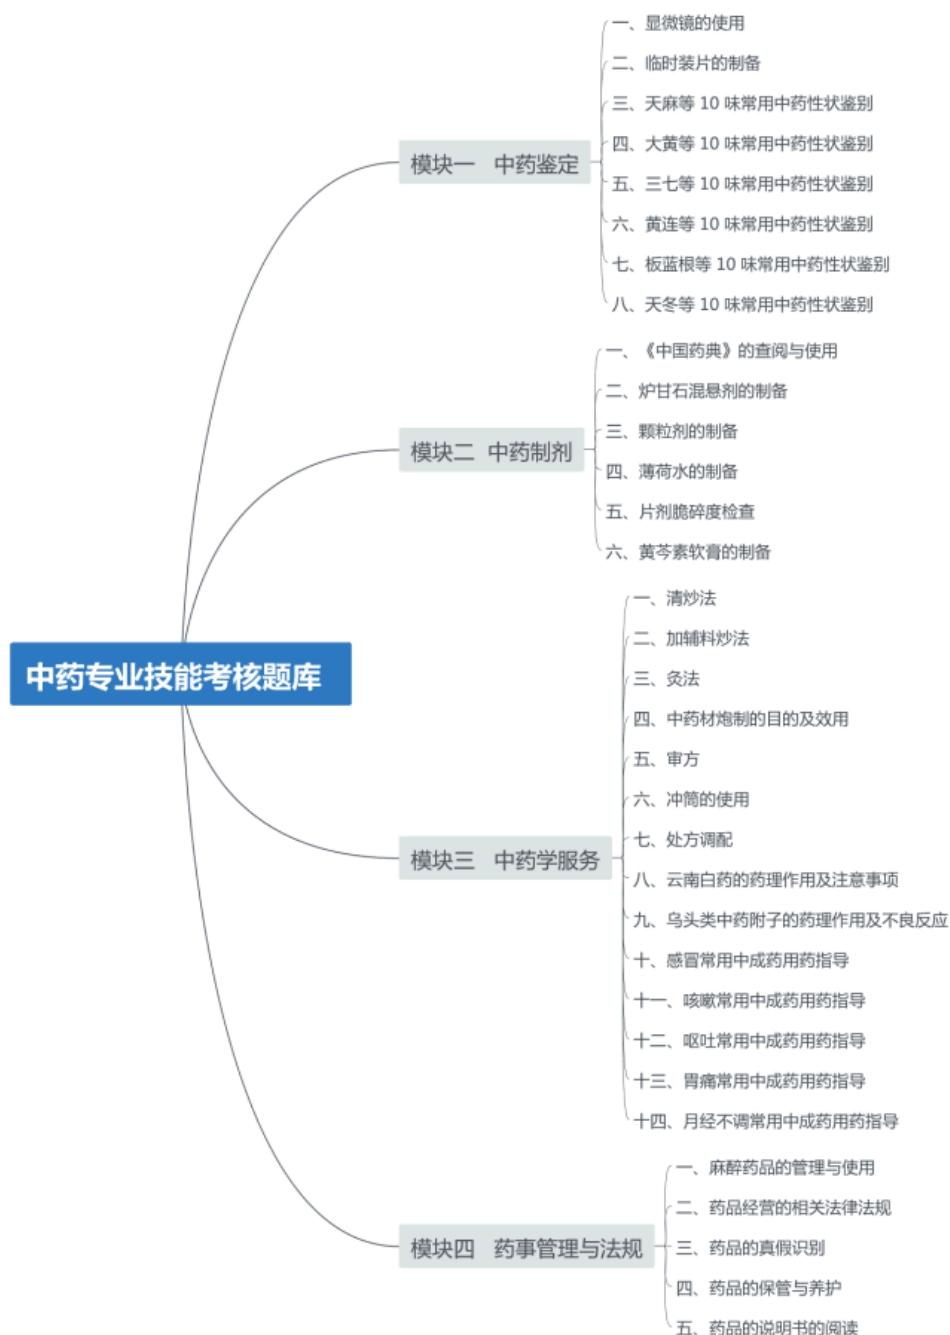 中药专业技能考核题库
模块一 中药鉴定
一、显微镜的使用
二、临时装片的制备
三、天麻等 10 味常用中药性状鉴别
四、大黄等 10 味常用中药性状鉴别
五、三七等 10 味常用中药性状鉴别
六、黄连等 10 味常用中药性状鉴别
七、板蓝根等 10 味常用中药性状鉴别
八、天冬等 10 味常用中药性状鉴别
模块二 中药制剂
一、《中国药典》的查阅与使用
二、炉甘石混悬剂的制备
三、颗粒剂的制备
四、薄荷水的制备
五、片剂脆碎度检查
六、黄芩素软膏的制备
模块三 中药学服务
一、清炒法
二、加辅料炒法
三、灸法
四、中药材炮制的目的及效用
五、审方
六、冲筒的使用
七、处方调配
八、云南白药的药理作用及注意事项
九、乌头类中药附子的药理作用及不良反应
十、感冒常用中成药用药指导
十一、咳嗽常用中成药用药指导
十二、呕吐常用中成药用药指导
十三、胃痛常用中成药用药指导
十四、月经不调常用中成药用药指导
模块四 药事管理与法规
一、麻醉药品的管理与使用
二、药品经营的相关法律法规
三、药品的真假识别
四、药品的保管与养护
五、药品的说明书的阅读